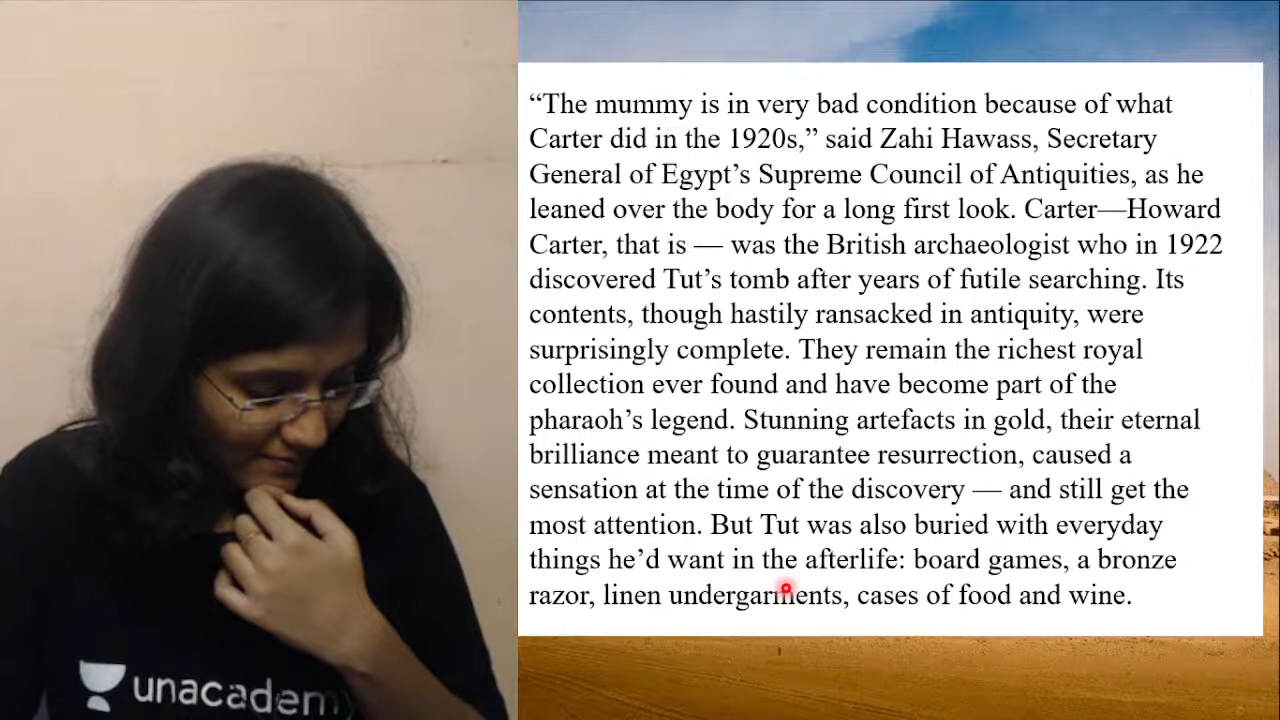 “The mummy is in very bad condition because of what
Carter did in the 1920s,” said Zahi Hawass, Secretary
General of Egypt’s Supreme Council of Antiquities, as he
leaned over the body for a long first look. Carter—Howard
Carter, that is — was the British archaeologist who in 1922
discovered Tut’s tomb after years of futile searching. Its
contents, though hastily ransacked in antiquity, were
surprisingly complete. They remain the richest royal
collection ever found and have become part of the
pharaoh’s legend. Stunning artefacts in gold, their eternal
brilliance meant to guarantee resurrection, caused a
sensation at the time of the discovery — and still get the
most attention. But Tut was also buried with everyday
things he’d want in the afterlife: board games, a bronze
razor, linen undergarments, cases of food and wine.
unacademy